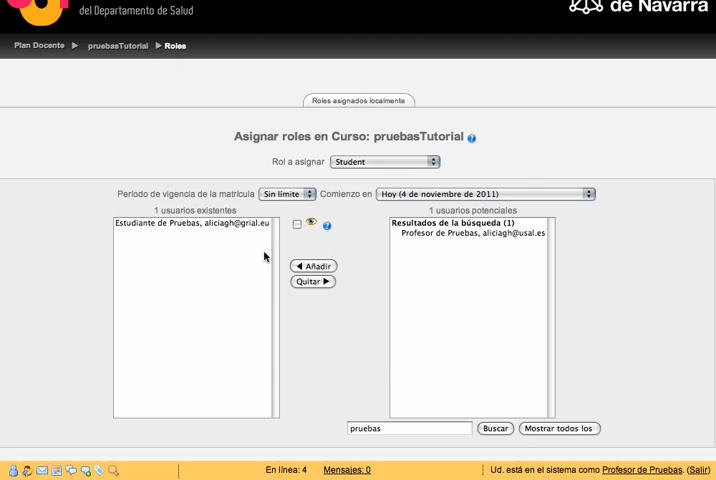 del Departamento de Salud
de Navarra
Plan Docente ▶ pruebasTutorial ▶ Roles
Roles asignados localmente
Asignar roles en Curso: pruebasTutorial
Rol a asignar Student
Período de vigencia de la matrícula Sin límite Comienzo en Hoy (4 de noviembre de 2011)
1 usuarios existentes
1 usuarios potenciales
Estudiante de Pruebas, aliciagh@grial.eu
Resultados de la búsqueda (1)
Profesor de Pruebas, aliciagh@usal.es
◀ Añadir
Quitar ▶
pruebas Buscar Mostrar todos los
En línea: 4 Mensajes: 0 Ud. está en el sistema como Profesor de Pruebas. (Salir)